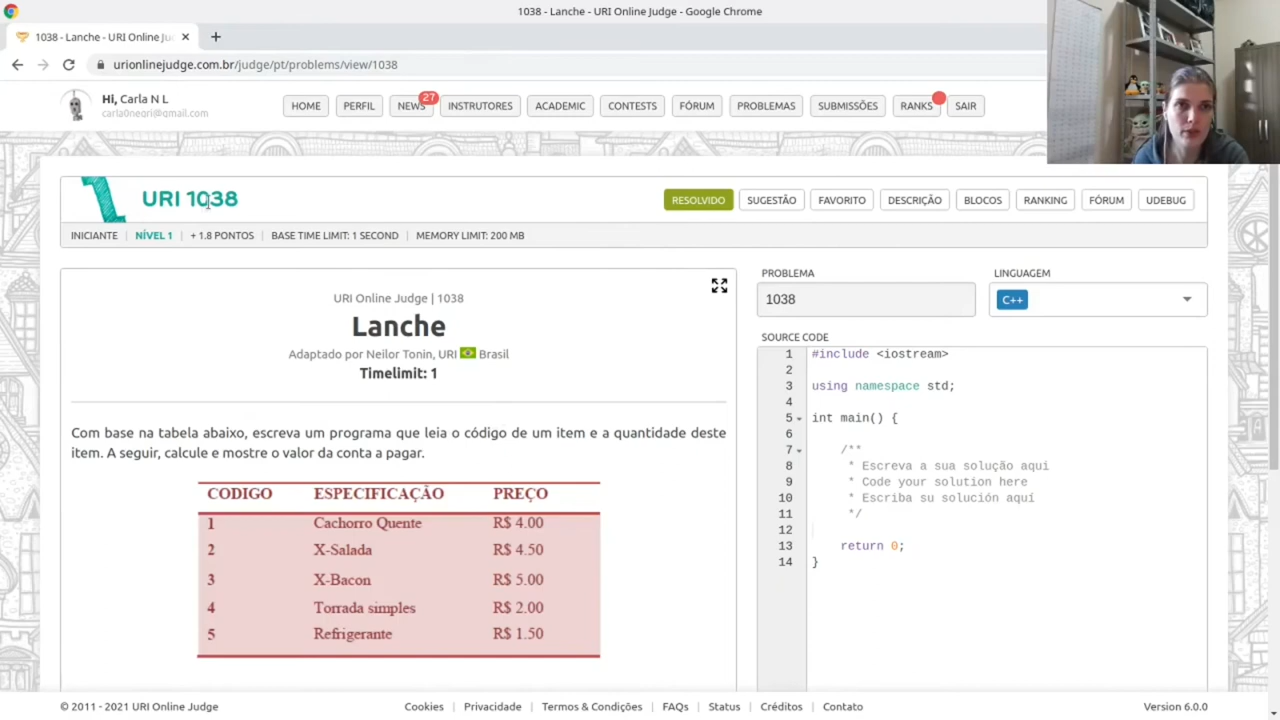 1038 - Lanche - URI Online Judge - Google Chrome
1038 - Lanche - URI Online Ju
urionlinejudge.com.br/judge/pt/problems/view/1038
Hi, Carla N L
carla0negri@gmail.com
HOME
PERFIL
NEWS 27
INSTRUTORES
ACADEMIC
CONTESTS
FÓRUM
PROBLEMAS
SUBMISSÕES
RANKS
SAIR
URI 1038
RESOLVIDO
SUGESTÃO
FAVORITO
DESCRIÇÃO
BLOCOS
RANKING
FÓRUM
UDEBUG
INICIANTE | NÍVEL 1 | + 1.8 PONTOS | BASE TIME LIMIT: 1 SECOND | MEMORY LIMIT: 200 MB
URI Online Judge | 1038
Lanche
Adaptado por Neilor Tonin, URI Brasil
Timelimit: 1
Com base na tabela abaixo, escreva um programa que leia o código de um item e a quantidade deste
item. A seguir, calcule e mostre o valor da conta a pagar.
CODIGO ESPECIFICAÇÃO PREÇO
1 Cachorro Quente R$ 4.00
2 X-Salada R$ 4.50
3 X-Bacon R$ 5.00
4 Torrada simples R$ 2.00
5 Refrigerante R$ 1.50
PROBLEMA
1038
LINGUAGEM
C++
SOURCE CODE
1 #include <iostream>
2
3 using namespace std;
4
5 int main() {
6
7 /**
8 * Escreva a sua solução aqui
9 * Code your solution here
10 * Escriba su solución aquí
11 */
12
13 return 0;
14 }
© 2011 - 2021 URI Online Judge
Cookies | Privacidade | Termos & Condições | FAQs | Status | Créditos | Contato
Version 6.0.0